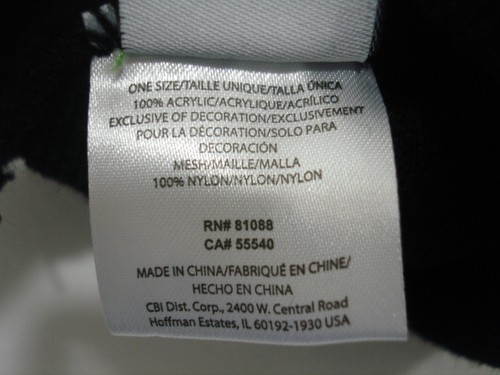 ONE SIZE/TAILLE UNIQUE/TALLA ÚNICA
100% ACRYLIC/ACRYLIQUE/ACRÍLICO
EXCLUSIVE OF DECORATION/EXCLUSIVEMENT
POUR LA DÉCORATION/SOLO PARA
DECORACIÓN
MESH/MAILLE/MALLA
100% NYLON/NYLON/NYLON
RN# 81088
CA# 55540
MADE IN CHINA/FABRIQUÉ EN CHINE/
HECHO EN CHINA
CBI Dist. Corp., 2400 W. Central Road
Hoffman Estates, IL 60192-1930 USA